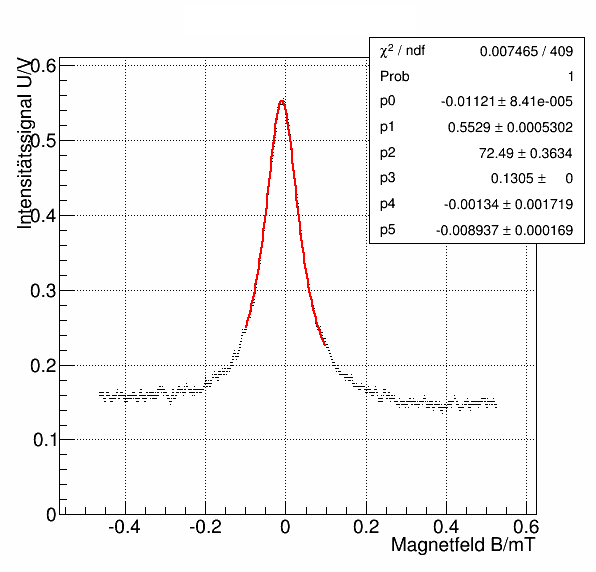 Intensitätssignal U/V
χ² / ndf 0.007465 / 409
Prob 1
p0 -0.01121 ± 8.41e-005
p1 0.5529 ± 0.0005302
p2 72.49 ± 0.3634
p3 0.1305 ± 0
p4 -0.00134 ± 0.001719
p5 -0.008937 ± 0.000169
0.6
0.5
0.4
0.3
0.2
0.1
0
-0.4 -0.2 0 0.2 0.4 0.6
Magnetfeld B/mT